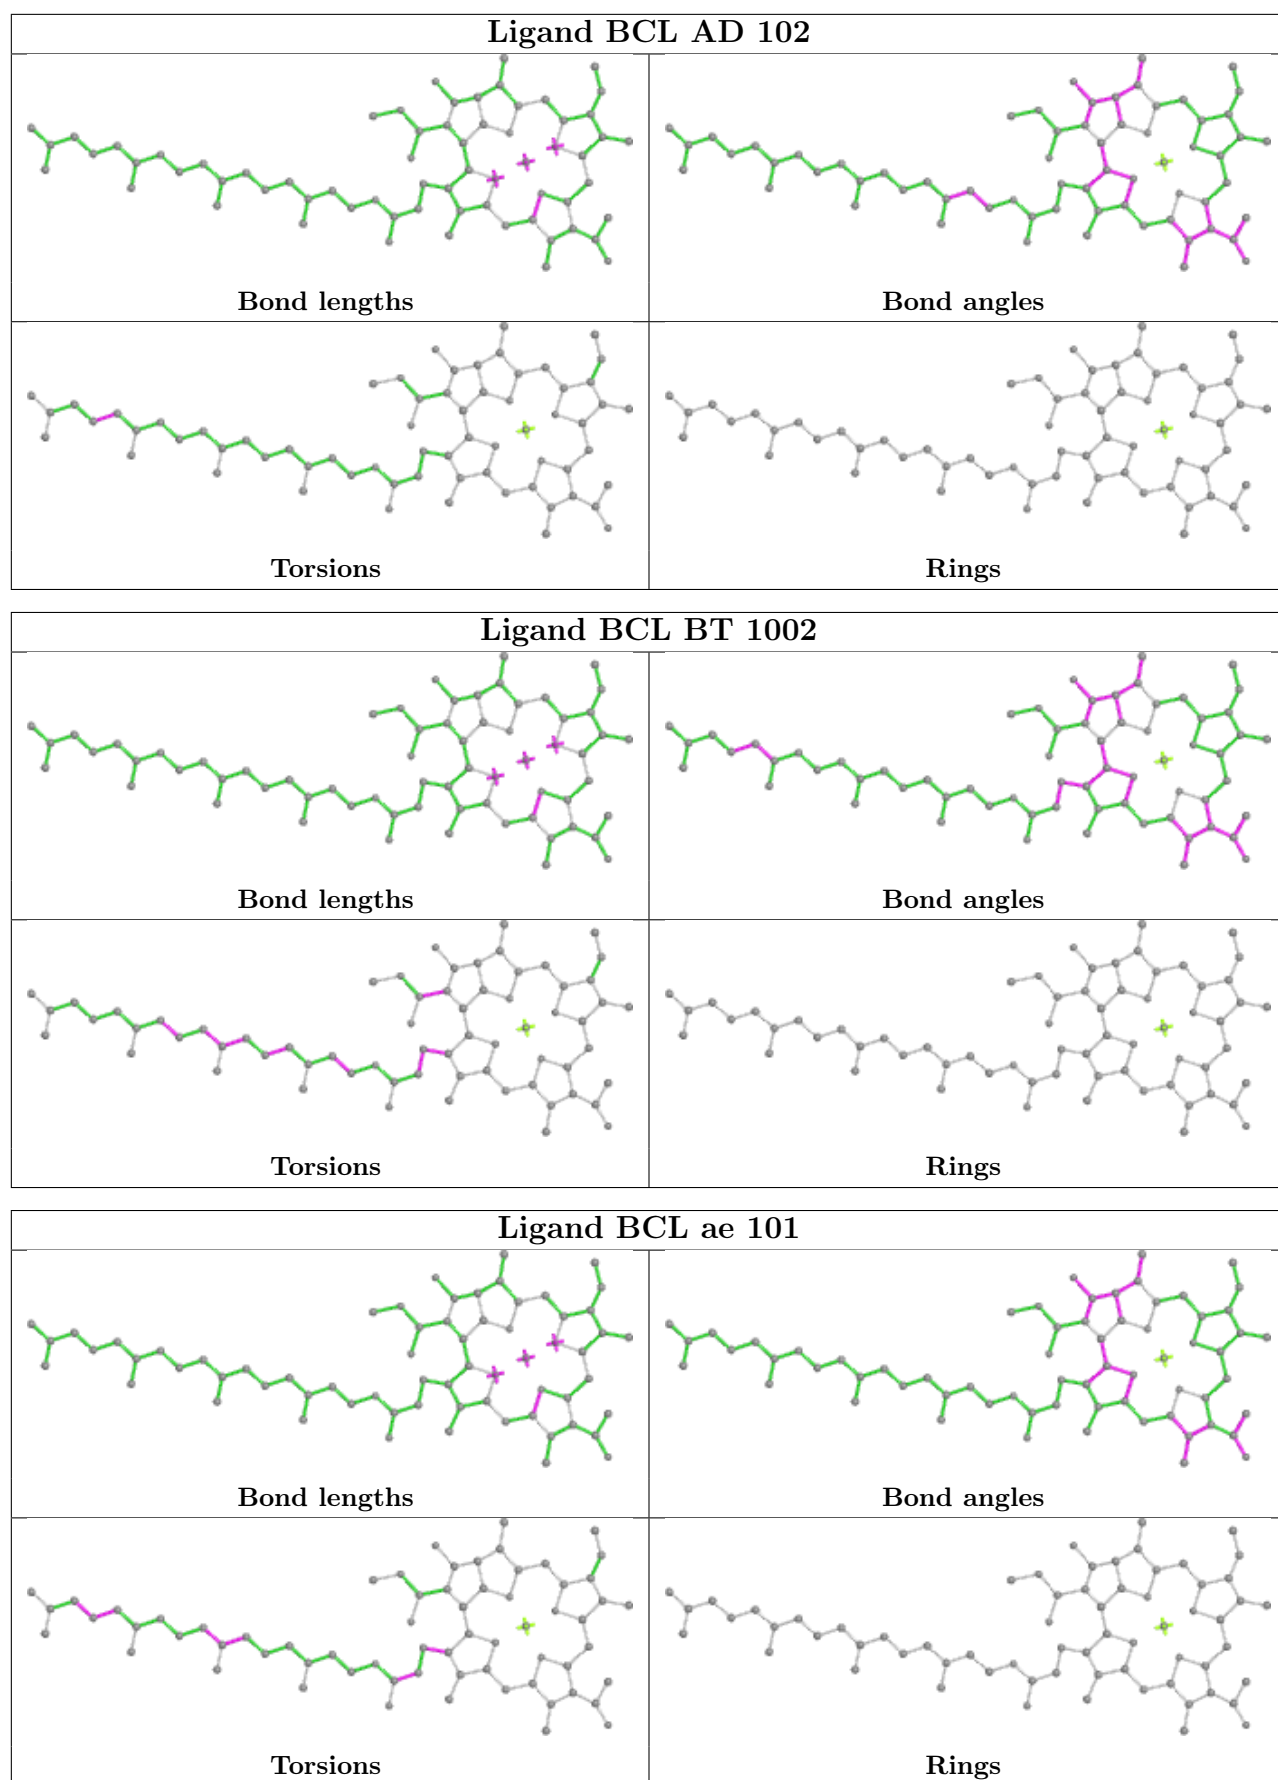 Ligand BCL AD 102
Bond lengths
Bond angles
Torsions
Rings
Ligand BCL BT 1002
Bond lengths
Bond angles
Torsions
Rings
Ligand BCL ae 101
Bond lengths
Bond angles
Torsions
Rings